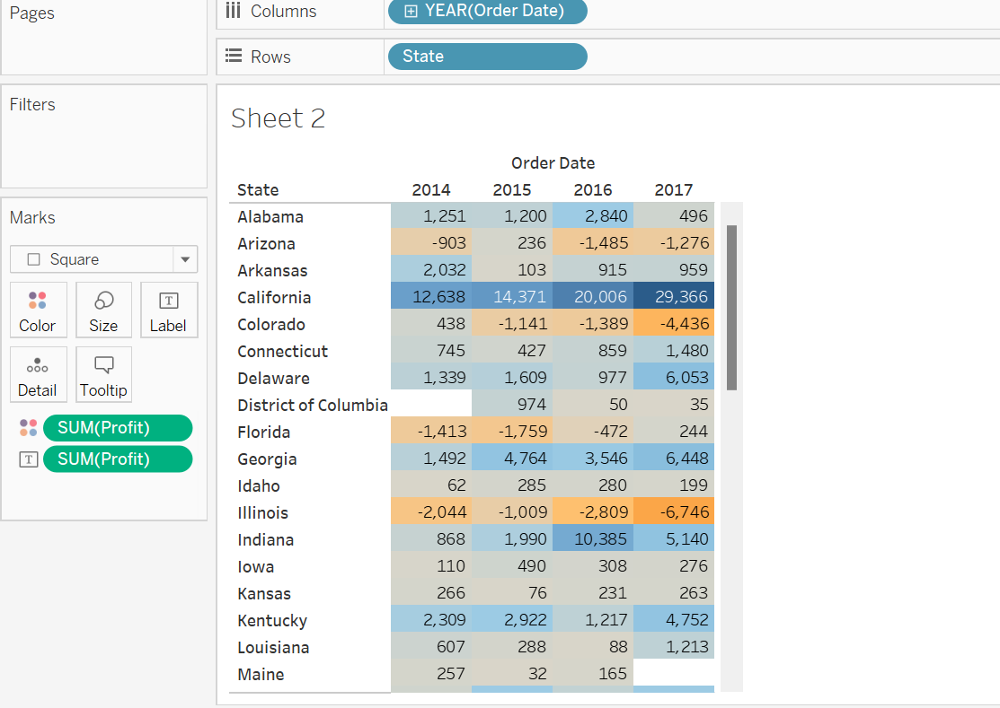 Pages
Columns
YEAR(Order Date)
Rows
State
Filters
Sheet 2
Order Date
State 2014 2015 2016 2017
Marks
Square
Color Size Label
Detail Tooltip
SUM(Profit)
T SUM(Profit)
Alabama 1,251 1,200 2,840 496
Arizona -903 236 -1,485 -1,276
Arkansas 2,032 103 915 959
California 12,638 14,371 20,006 29,366
Colorado 438 -1,141 -1,389 -4,436
Connecticut 745 427 859 1,480
Delaware 1,339 1,609 977 6,053
District of Columbia 974 50 35
Florida -1,413 -1,759 -472 244
Georgia 1,492 4,764 3,546 6,448
Idaho 62 285 280 199
Illinois -2,044 -1,009 -2,809 -6,746
Indiana 868 1,990 10,385 5,140
Iowa 110 490 308 276
Kansas 266 76 231 263
Kentucky 2,309 2,922 1,217 4,752
Louisiana 607 288 88 1,213
Maine 257 32 165